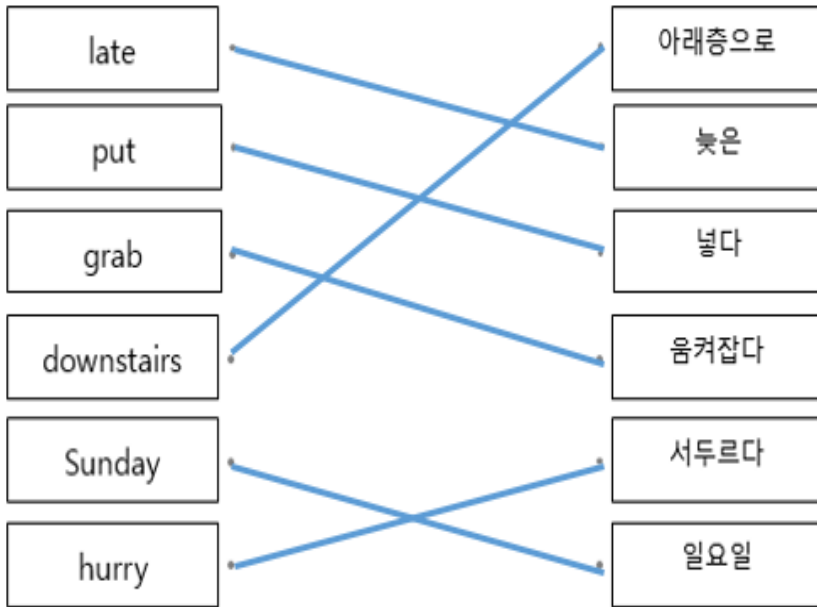 late
아래층으로
put
늦은
grab
넣다
downstairs
움켜잡다
Sunday
서두르다
hurry
일요일